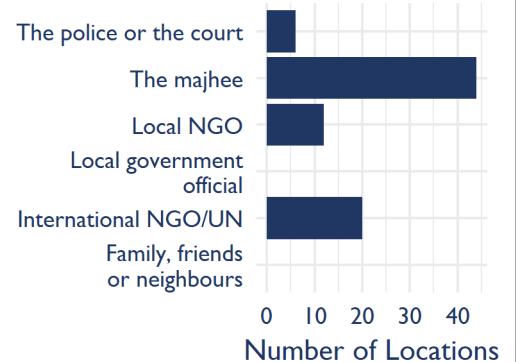 The police or the court
The majhee
Local NGO
Local government
official
International NGO/UN
Family, friends
or neighbours
0 10 20 30 40
Number of Locations